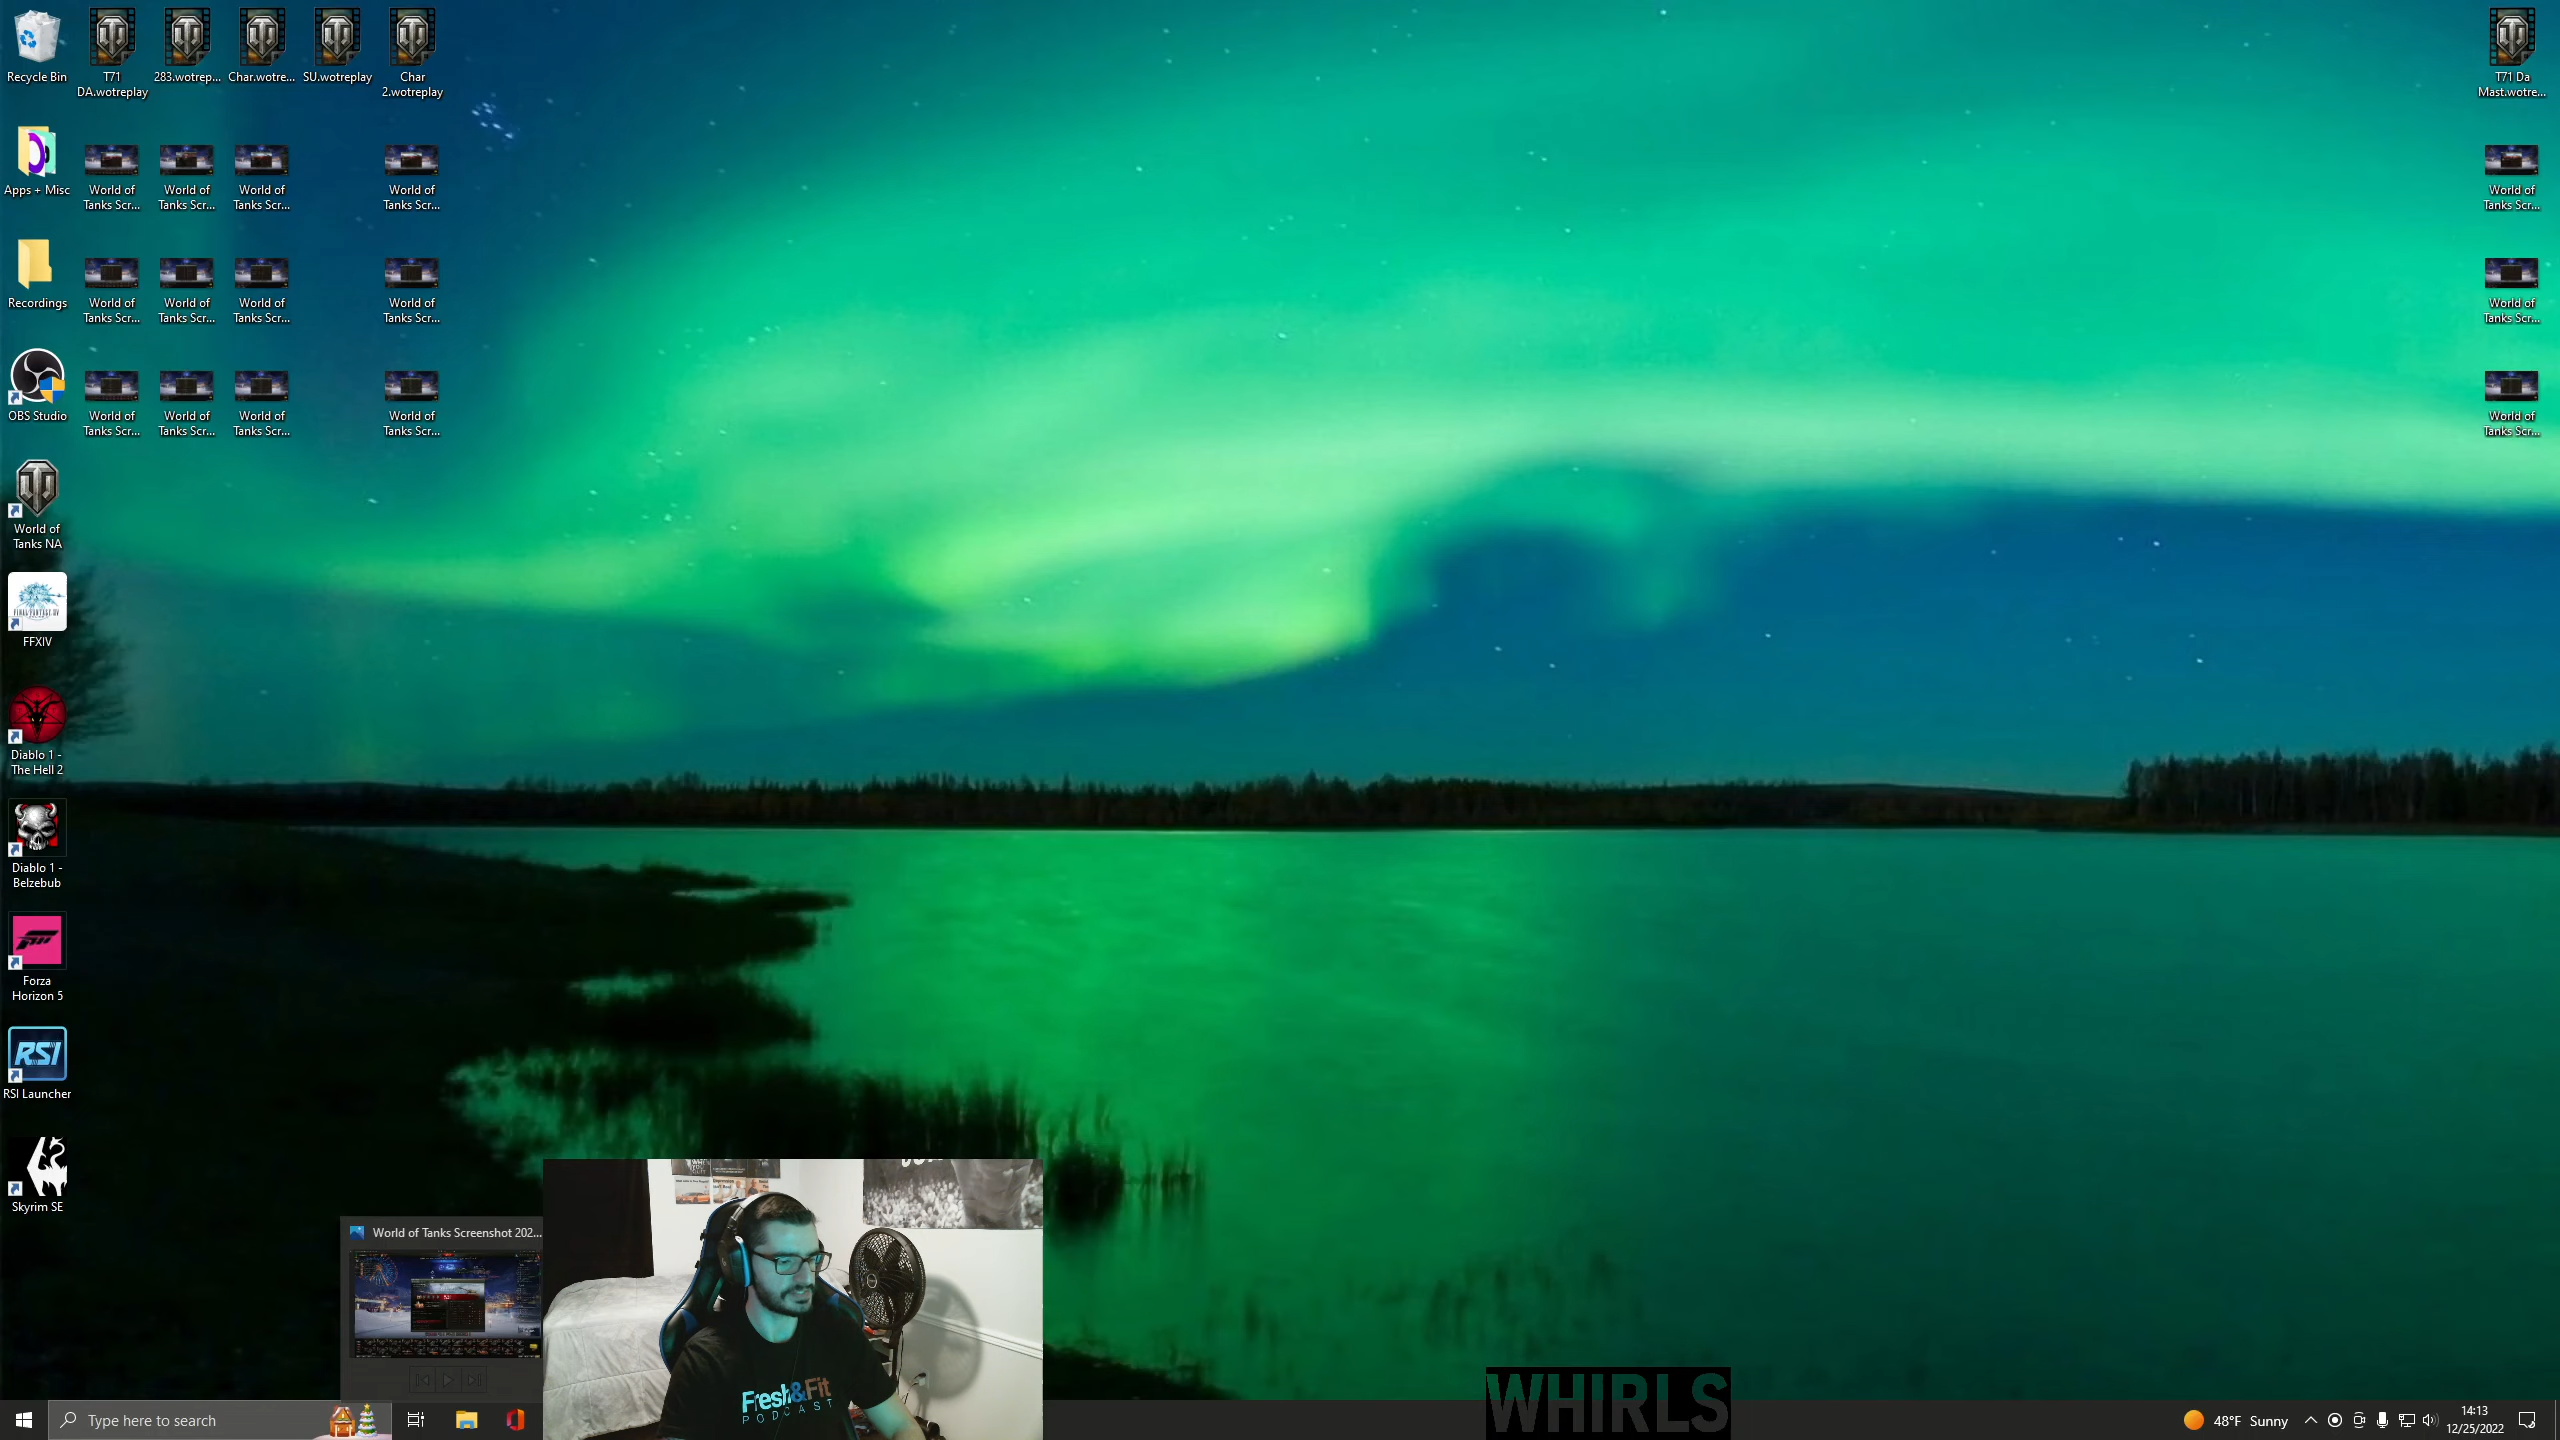 Recycle Bin
T71
DA.wotreplay
283.wotrep...
Char.wotre...
SU.wotreplay
Char
2.wotreplay
T71 Da
Mast.wotre...
Apps + Misc
World of
Tanks Scr...
World of
Tanks Scr...
World of
Tanks Scr...
World of
Tanks Scr...
World of
Tanks Scr...
Recordings
World of
Tanks Scr...
World of
Tanks Scr...
World of
Tanks Scr...
World of
Tanks Scr...
World of
Tanks Scr...
OBS Studio
World of
Tanks Scr...
World of
Tanks Scr...
World of
Tanks Scr...
World of
Tanks Scr...
World of
Tanks Scr...
World of
Tanks NA
FINAL FANTASY XIV
FFXIV
Diablo 1 -
The Hell 2
Diablo 1 -
Belzebub
Forza
Horizon 5
RSI
RSI Launcher
Skyrim SE
World of Tanks Screenshot 202...
Fresh&Fit
PODCAST
WHIRLS
Type here to search
48°F Sunny
14:13
12/25/2022